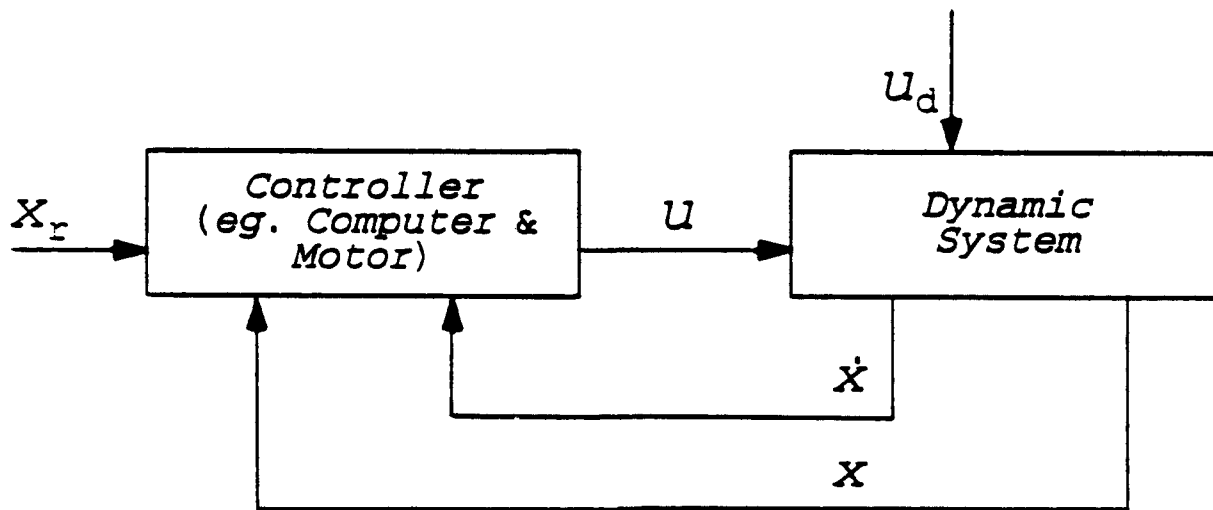 u_d
Controller
(eg. Computer &
Motor)
x_r
u
Dynamic
System
ẋ
x